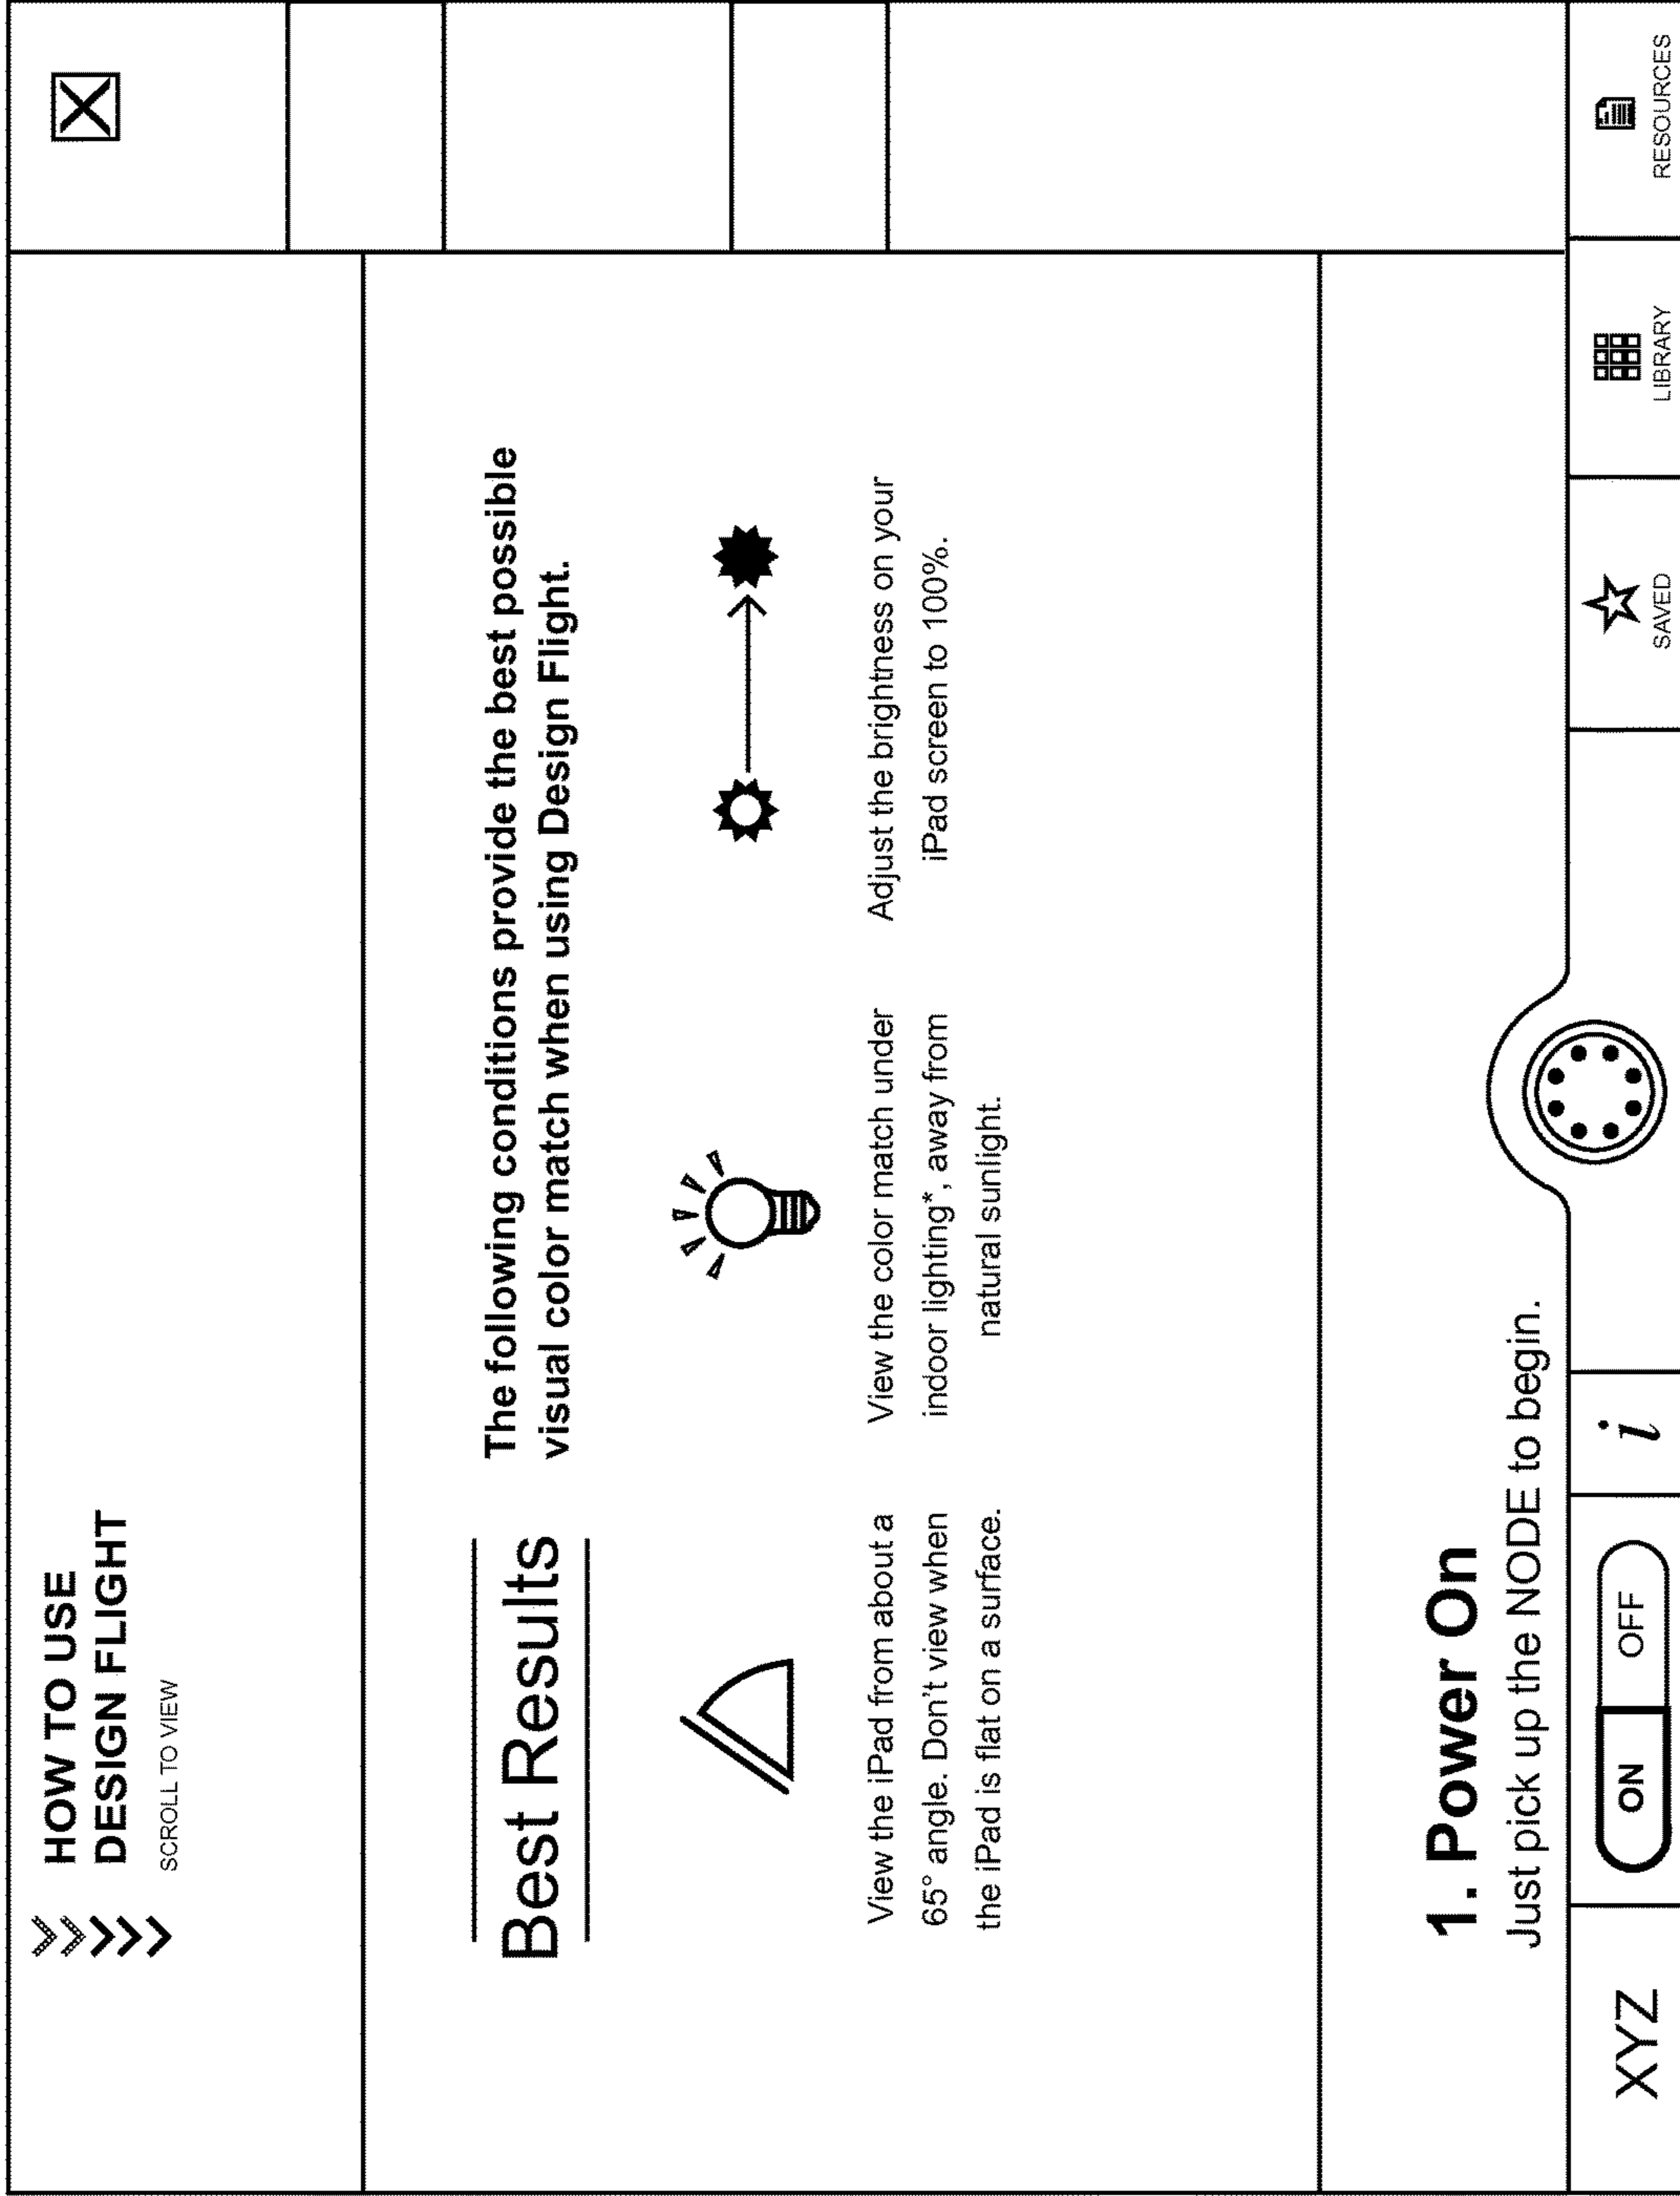 HOW TO USE
DESIGN FLIGHT
SCROLL TO VIEW
X
Best Results
The following conditions provide the best possible
visual color match when using Design Flight.
View the iPad from about a
65° angle. Don't view when
the iPad is flat on a surface.
View the color match under
indoor lighting*, away from
natural sunlight.
Adjust the brightness on your
iPad screen to 100%.
1. Power On
Just pick up the NODE to begin.
XYZ
ON
OFF
i
SAVED
LIBRARY
RESOURCES